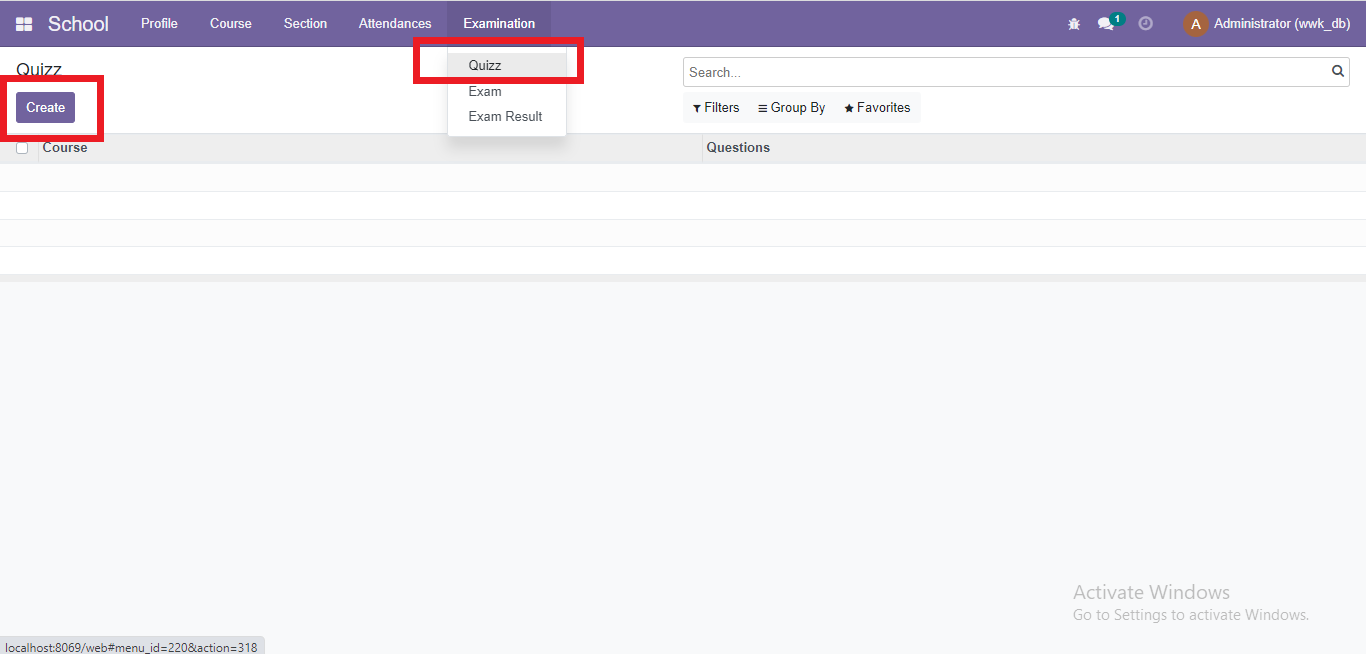 School Profile Course Section Attendances Examination 1 A Administrator (wwk_db)
Quizz
Quizz
Search...
Create
Exam
Filters Group By Favorites
Exam Result
Course Questions
Activate Windows
Go to Settings to activate Windows.
localhost:8069/web#menu_id=220&action=318